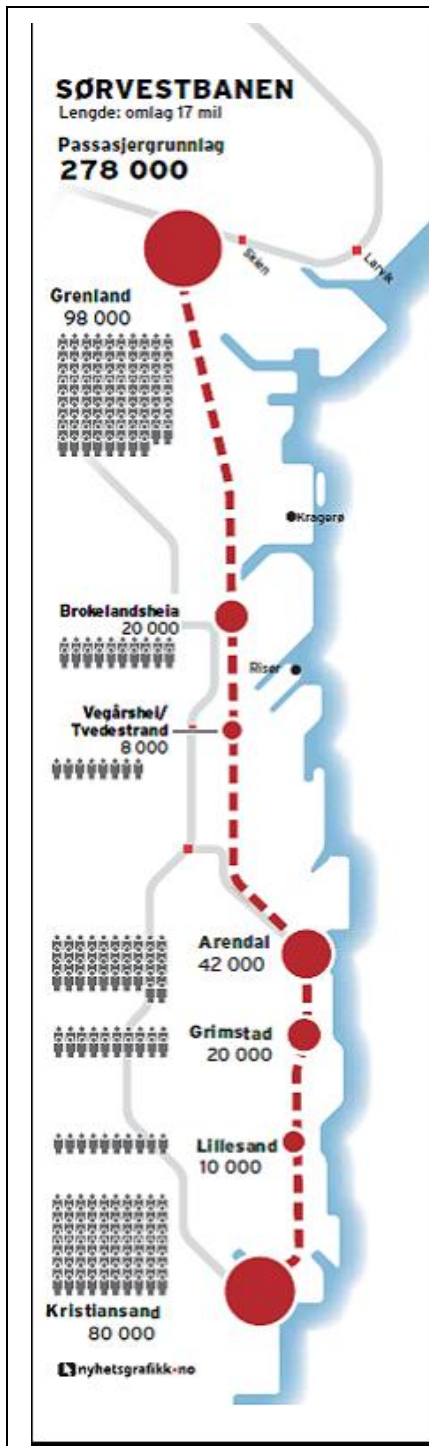 SØRVESTBANEN
Lengde: omlag 17 mil
Passasjergrunnlag
278 000
Skien
Larvik
Grenland
98 000
Kragerø
Brokelandsheia
20 000
Risør
Vegårshei/
Tvedestrand
8 000
Arendal
42 000
Grimstad
20 000
Lillesand
10 000
Kristiansand
80 000
nyhetsgrafikk.no